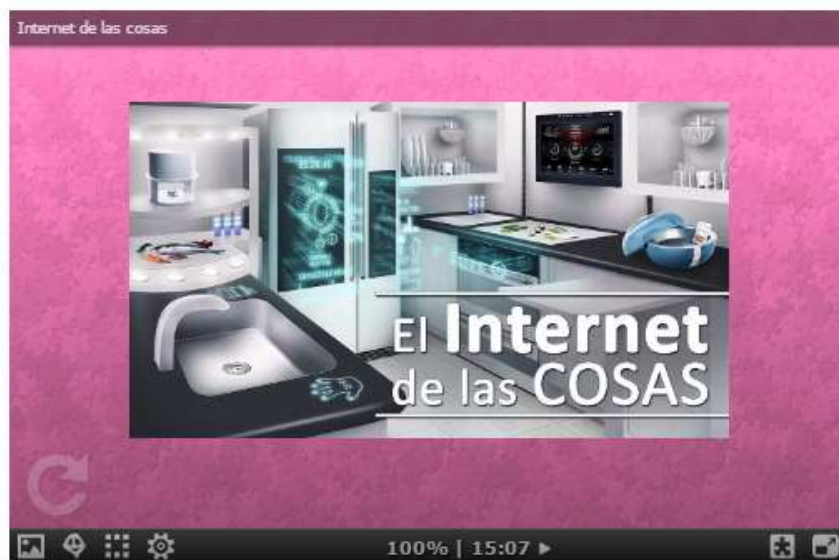 Internet de las cosas
El Internet
de las COSAS
100% | 15:07